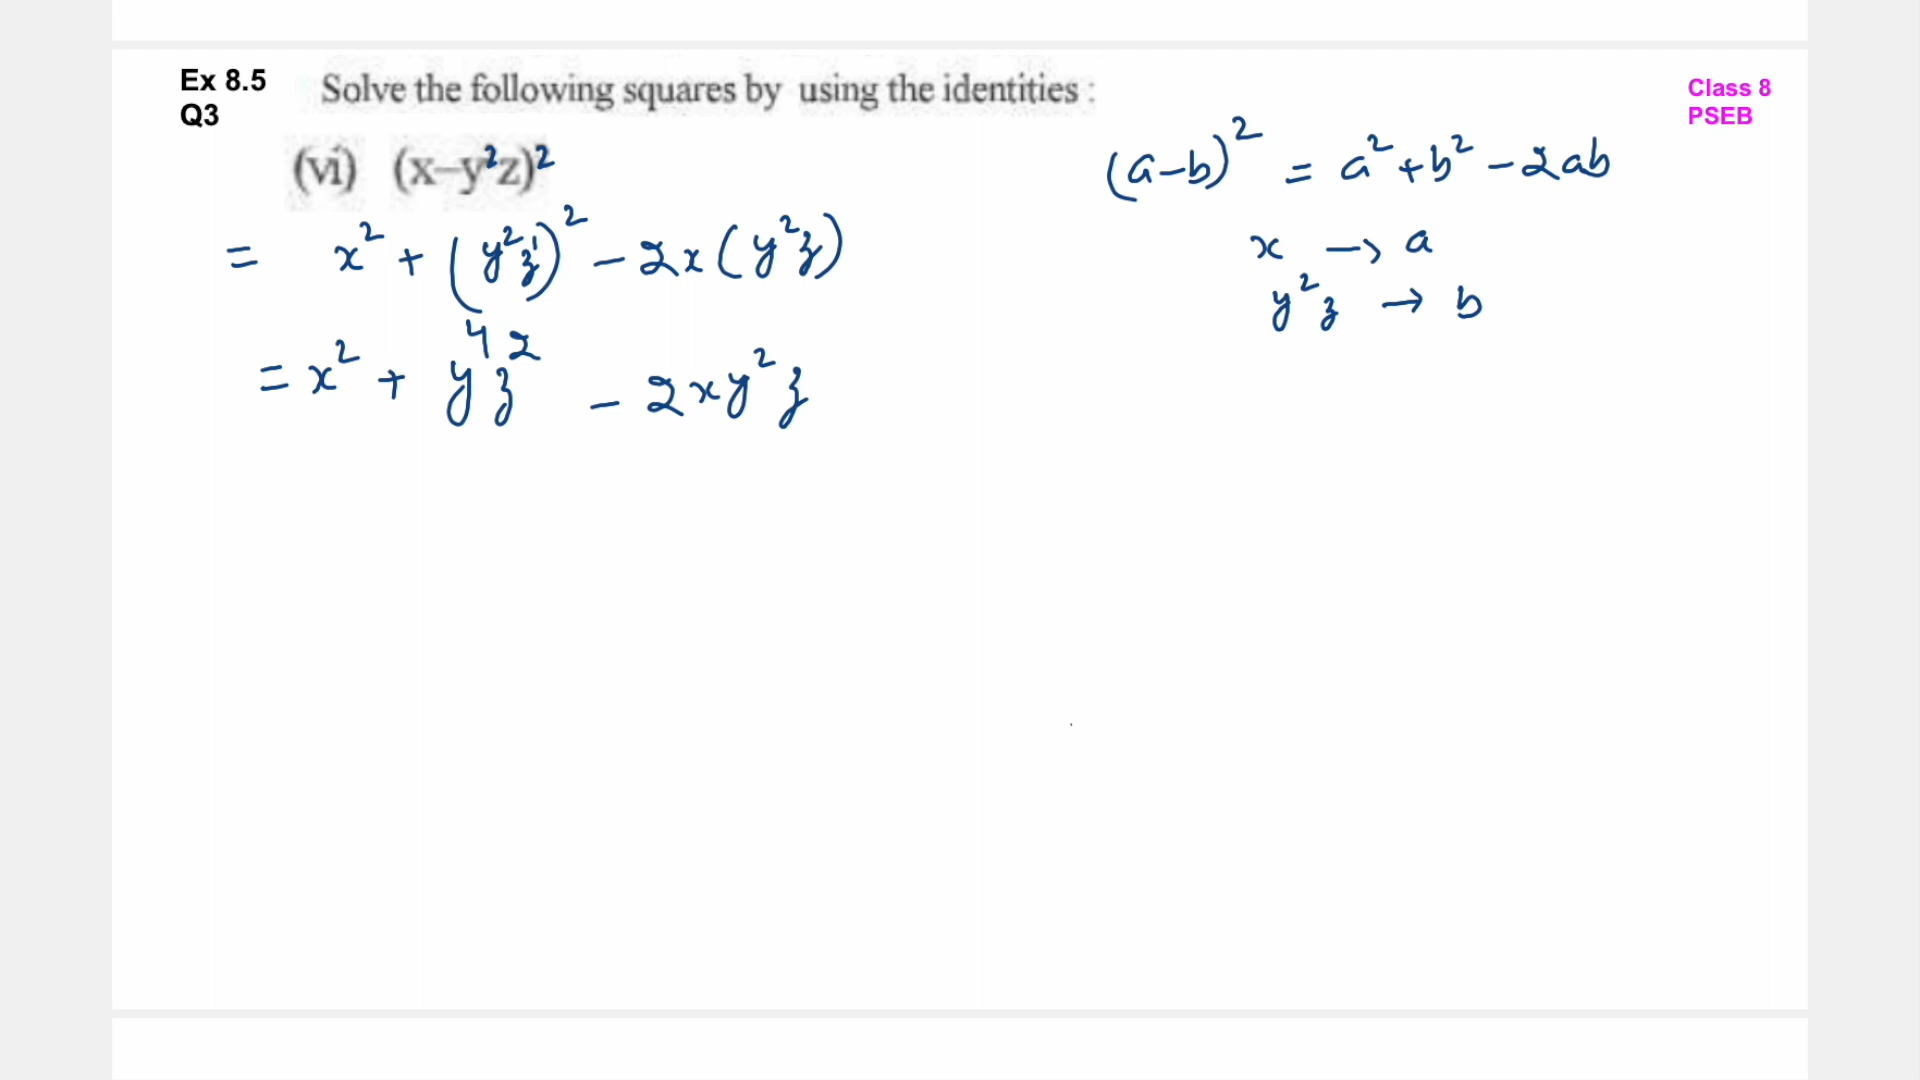 Ex 8.5 Solve the following squares by using the identities :
Q3
Class 8
PSEB
(vi) (x–y²z)²
(a-b)² = a² + b² - 2ab
= x² + (y²z¹)² - 2x(y²z)
x → a
y²z → b
= x² + y⁴z² - 2xy²z